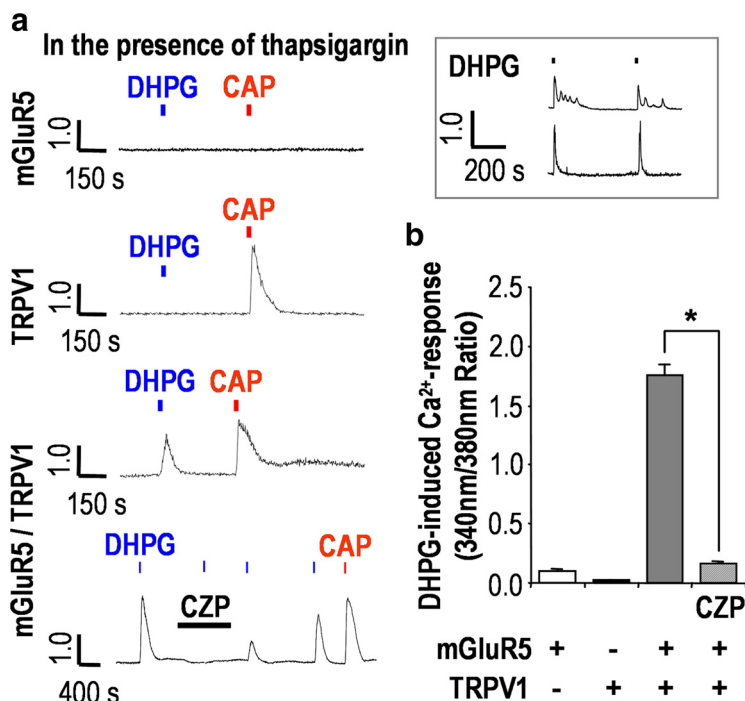 a
In the presence of thapsigargin
mGluR5
DHPG CAP
1.0
150 s
TRPV1
DHPG
CAP
1.0
150 s
mGluR5 / TRPV1
DHPG CAP
1.0
150 s
DHPG CAP
CZP
1.0
400 s
DHPG
1.0
200 s
b
DHPG-induced Ca²⁺-response
(340nm/380nm Ratio)
2.5
2.0
1.5
1.0
0.5
0.0
*
CZP
mGluR5 + - + +
TRPV1 - + + +